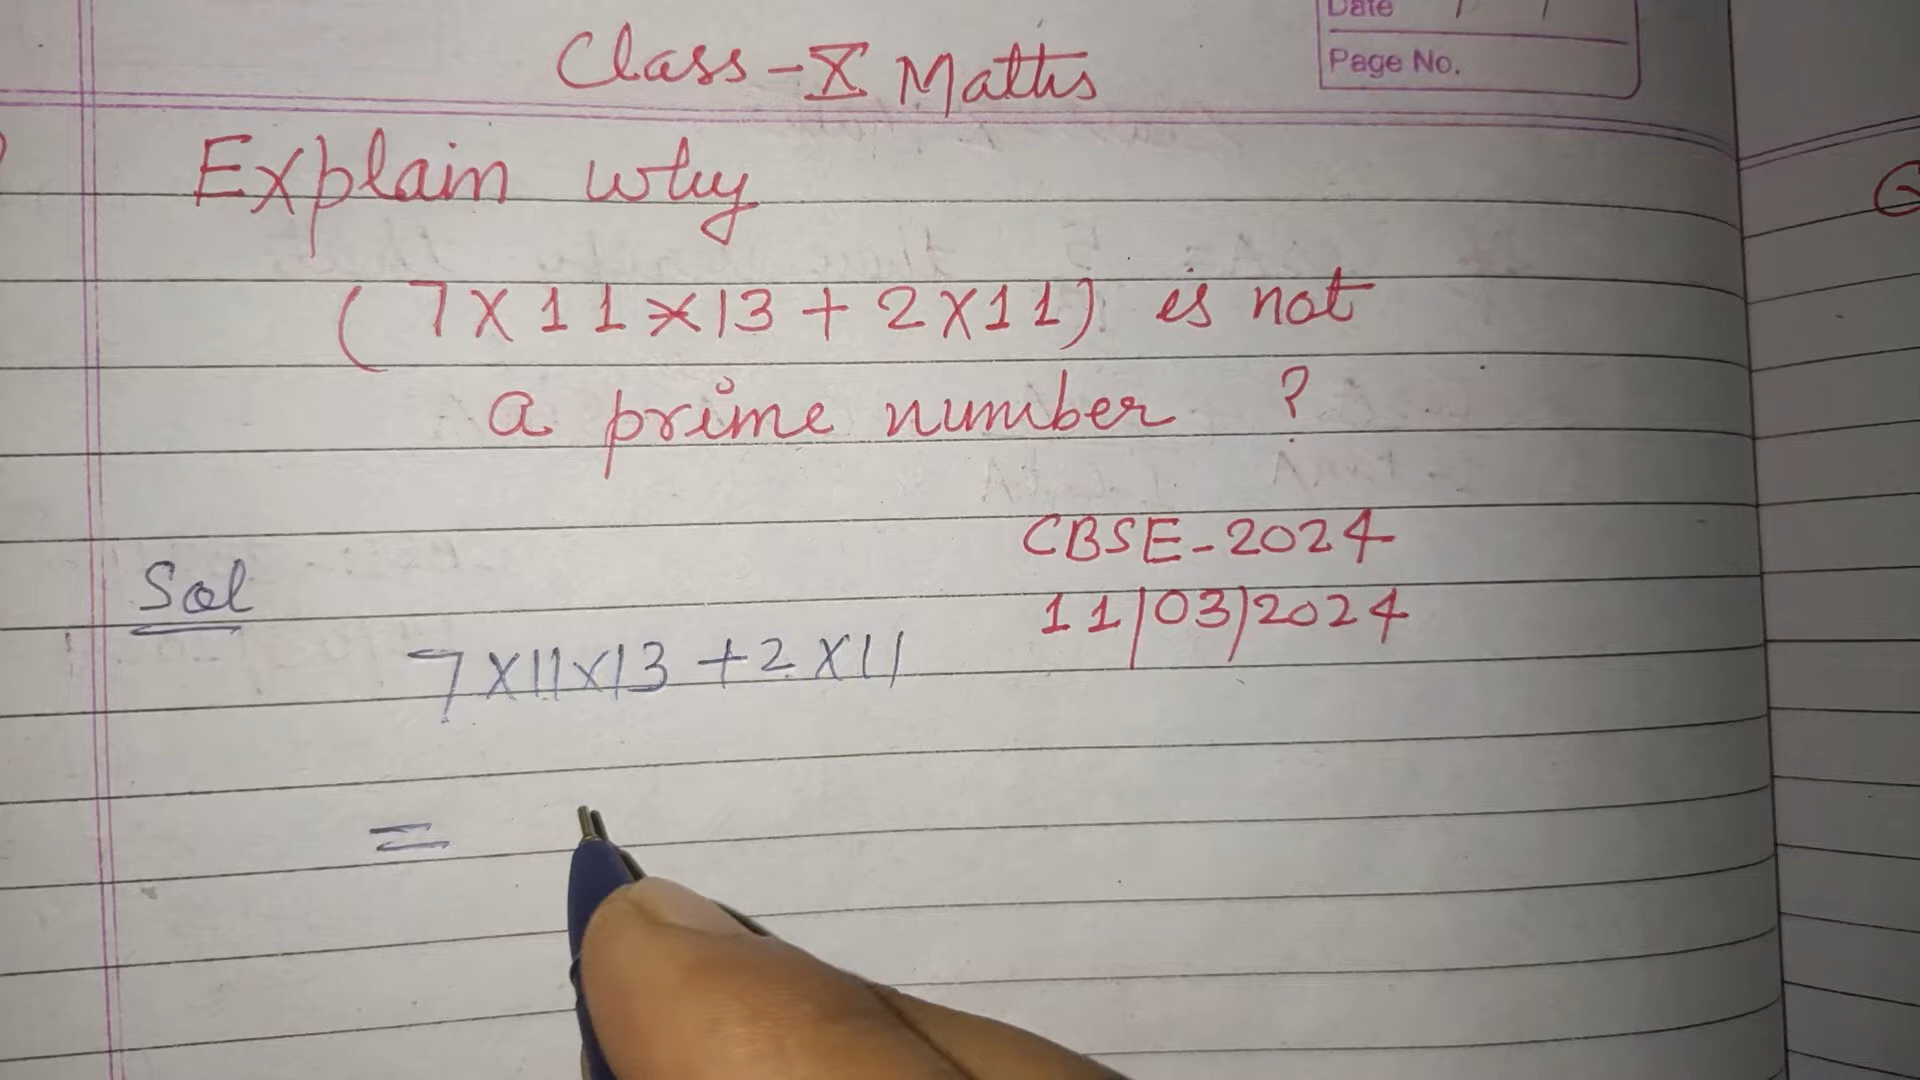 Date / /
Page No.
Class-X Maths
Explain why
(7×11×13+2×11) is not
a prime number ?
CBSE-2024
11/03/2024
Sol
7×11×13+2×11
=